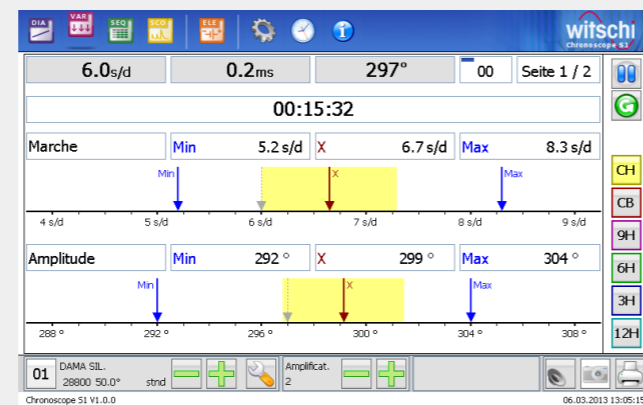 DIA VAR SEQ SCO ELE witschi
Chronoscope S1
6.0s/d 0.2ms 297° 00 Seite 1 / 2
00:15:32
Marche Min 5.2 s/d X 6.7 s/d Max 8.3 s/d
Min X Max
4 s/d 5 s/d 6 s/d 7 s/d 8 s/d 9 s/d
Amplitude Min 292 ° X 299 ° Max 304 °
Min X Max
288 ° 292 ° 296 ° 300 ° 304 ° 308 °
CH
CB
9H
6H
3H
12H
01 DAMA SIL. Amplificat.
28800 50.0° stnd 2
Chronoscope S1 V1.0.0 06.03.2013 13:05:1